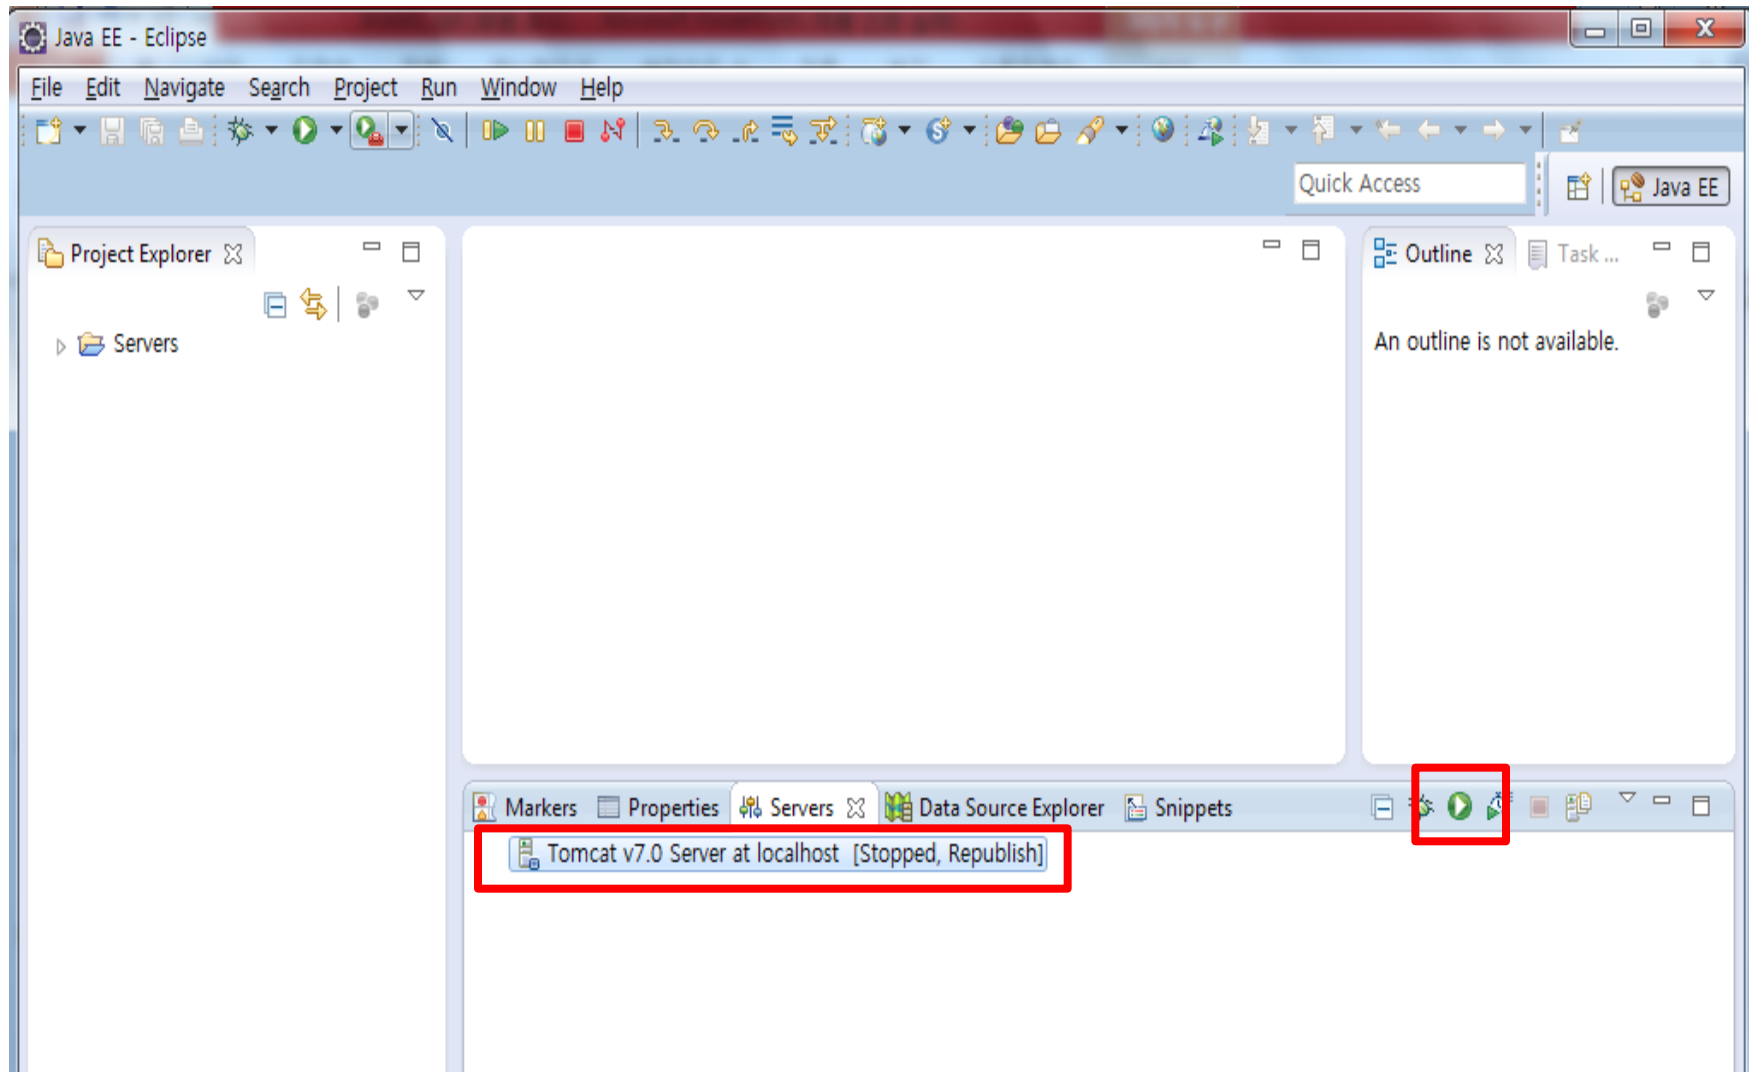 Java EE - Eclipse
File Edit Navigate Search Project Run Window Help
Quick Access
Java EE
Project Explorer
Outline
Task ...
Servers
An outline is not available.
Markers
Properties
Servers
Data Source Explorer
Snippets
Tomcat v7.0 Server at localhost [Stopped, Republish]